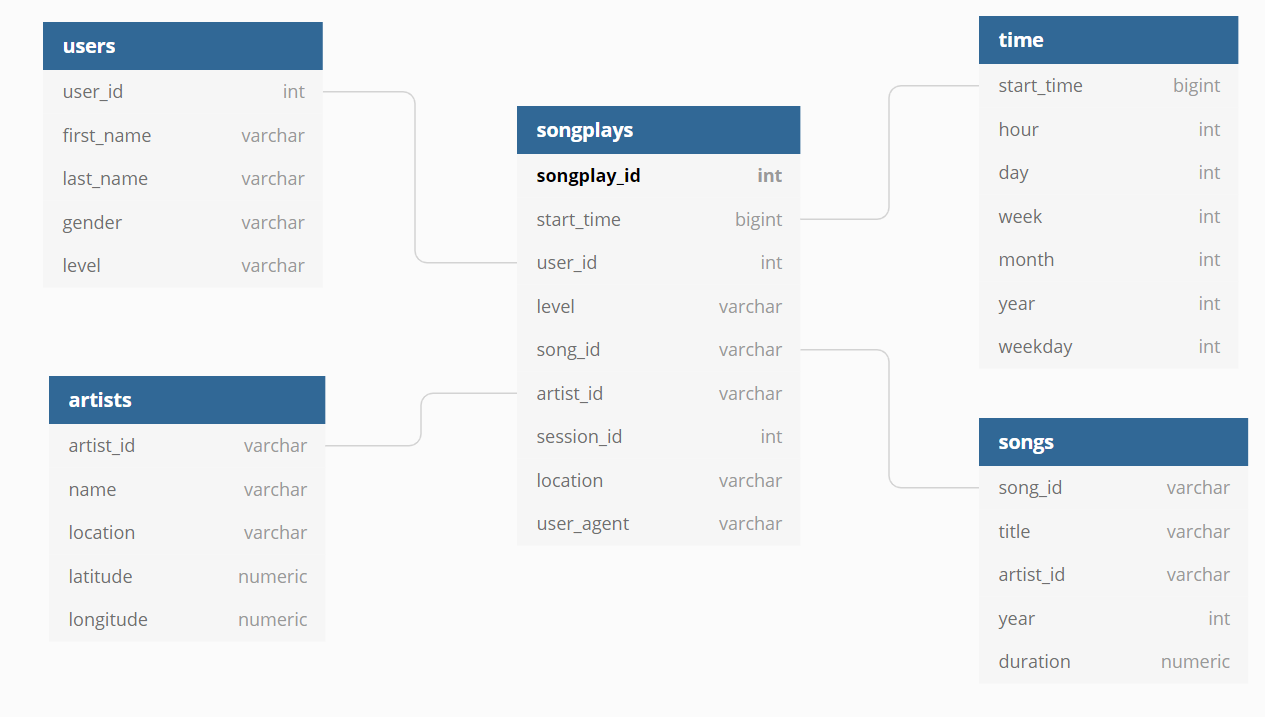 users
user_id int
first_name varchar
last_name varchar
gender varchar
level varchar
artists
artist_id varchar
name varchar
location varchar
latitude numeric
longitude numeric
songplays
songplay_id int
start_time bigint
user_id int
level varchar
song_id varchar
artist_id varchar
session_id int
location varchar
user_agent varchar
time
start_time bigint
hour int
day int
week int
month int
year int
weekday int
songs
song_id varchar
title varchar
artist_id varchar
year int
duration numeric